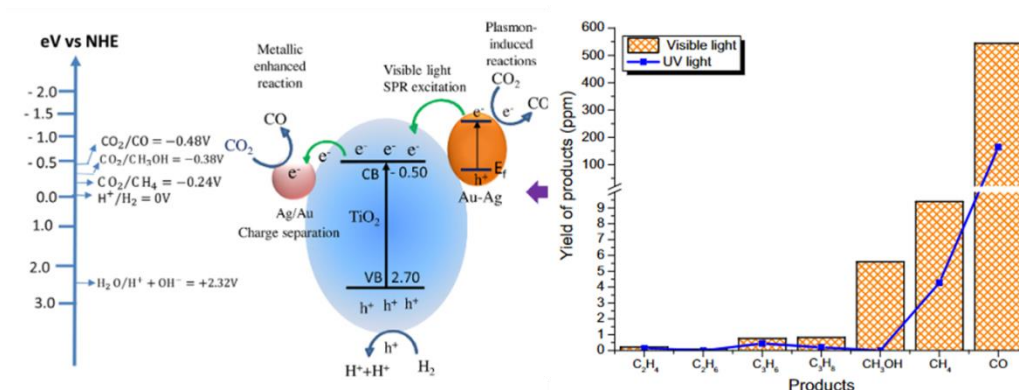 eV vs NHE
- 2.0
- 1.5
- 1.0
- 0.5
0.0
1.0
2.0
3.0
CO₂/CO = −0.48V
CO₂/CH₃OH = −0.38V
CO₂/CH₄ = −0.24V
H⁺/H₂ = 0V
H₂O/H⁺ + OH⁻ = +2.32V
Metallic
enhanced
reaction
CO
CO₂
e⁻
e⁻
Ag/Au
Charge separation
Visible light
SPR excitation
Plasmon-
induced
reactions
CO₂
e⁻
CO
e⁻
h⁺
E_f
Au-Ag
e⁻ e⁻ e⁻
CB - 0.50
TiO₂
VB 2.70
h⁺ h⁺ h⁺
h⁺
H⁺+H⁺
H₂
Visible light
UV light
Yield of products (ppm)
600
500
400
300
200
100
9
8
6
5
4
3
2
1
0
C₂H₄
C₂H₆
C₃H₆
C₃H₈
CH₃OH
CH₄
CO
Products